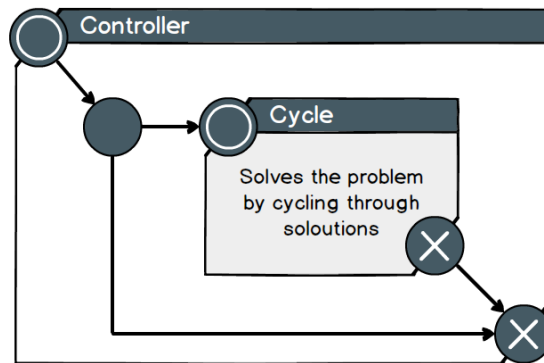 Controller
Cycle
Solves the problem
by cycling through
soloutions